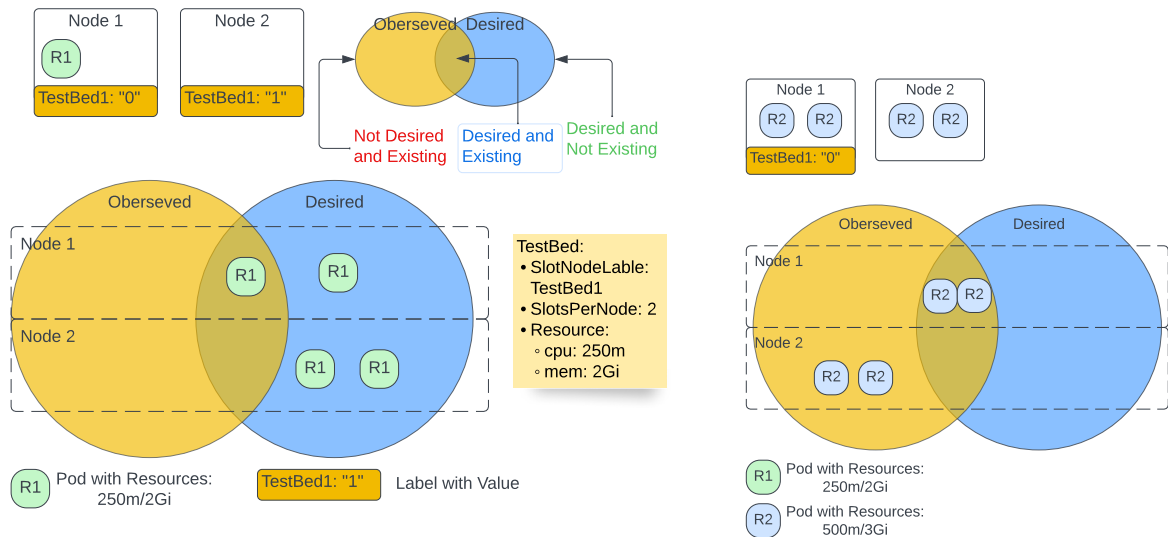 Node 1
R1
TestBed1: "0"
Node 2
TestBed1: "1"
Oberseved
Desired
Not Desired
and Existing
Desired and
Existing
Desired and
Not Existing
Oberseved
Desired
Node 1
R1
R1
Node 2
R1
R1
TestBed:
• SlotNodeLable:
TestBed1
• SlotsPerNode: 2
• Resource:
◦ cpu: 250m
◦ mem: 2Gi
R1
Pod with Resources:
250m/2Gi
TestBed1: "1"
Label with Value
Node 1
R2
R2
TestBed1: "0"
Node 2
R2
R2
Oberseved
Desired
Node 1
R2
R2
Node 2
R2
R2
R1
Pod with Resources:
250m/2Gi
R2
Pod with Resources:
500m/3Gi